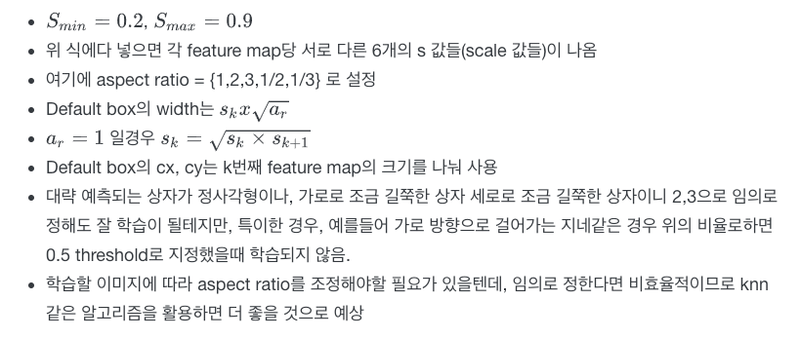 • S_min = 0.2, S_max = 0.9
• 위 식에다 넣으면 각 feature map당 서로 다른 6개의 s 값들(scale 값들)이 나옴
• 여기에 aspect ratio = {1,2,3,1/2,1/3} 로 설정
• Default box의 width는 s_k x √a_r
• a_r = 1 일경우 s_k = √(s_k × s_{k+1})
• Default box의 cx, cy는 k번째 feature map의 크기를 나눠 사용
• 대략 예측되는 상자가 정사각형이나, 가로로 조금 길쭉한 상자 세로로 조금 길쭉한 상자이니 2,3으로 임의로
정해도 잘 학습이 될테지만, 특이한 경우, 예를들어 가로 방향으로 걸어가는 지네같은 경우 위의 비율로하면
0.5 threshold로 지정했을때 학습되지 않음.
• 학습할 이미지에 따라 aspect ratio를 조정해야할 필요가 있을텐데, 임의로 정한다면 비효율적이므로 knn
같은 알고리즘을 활용하면 더 좋을 것으로 예상